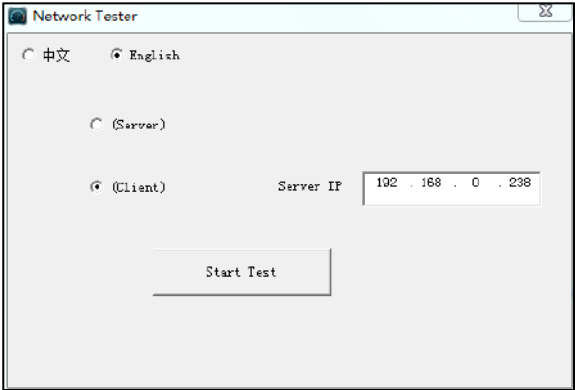 Network Tester
中文 English
(Server)
(Client) Server IP 192 . 168 . 0 . 238
Start Test